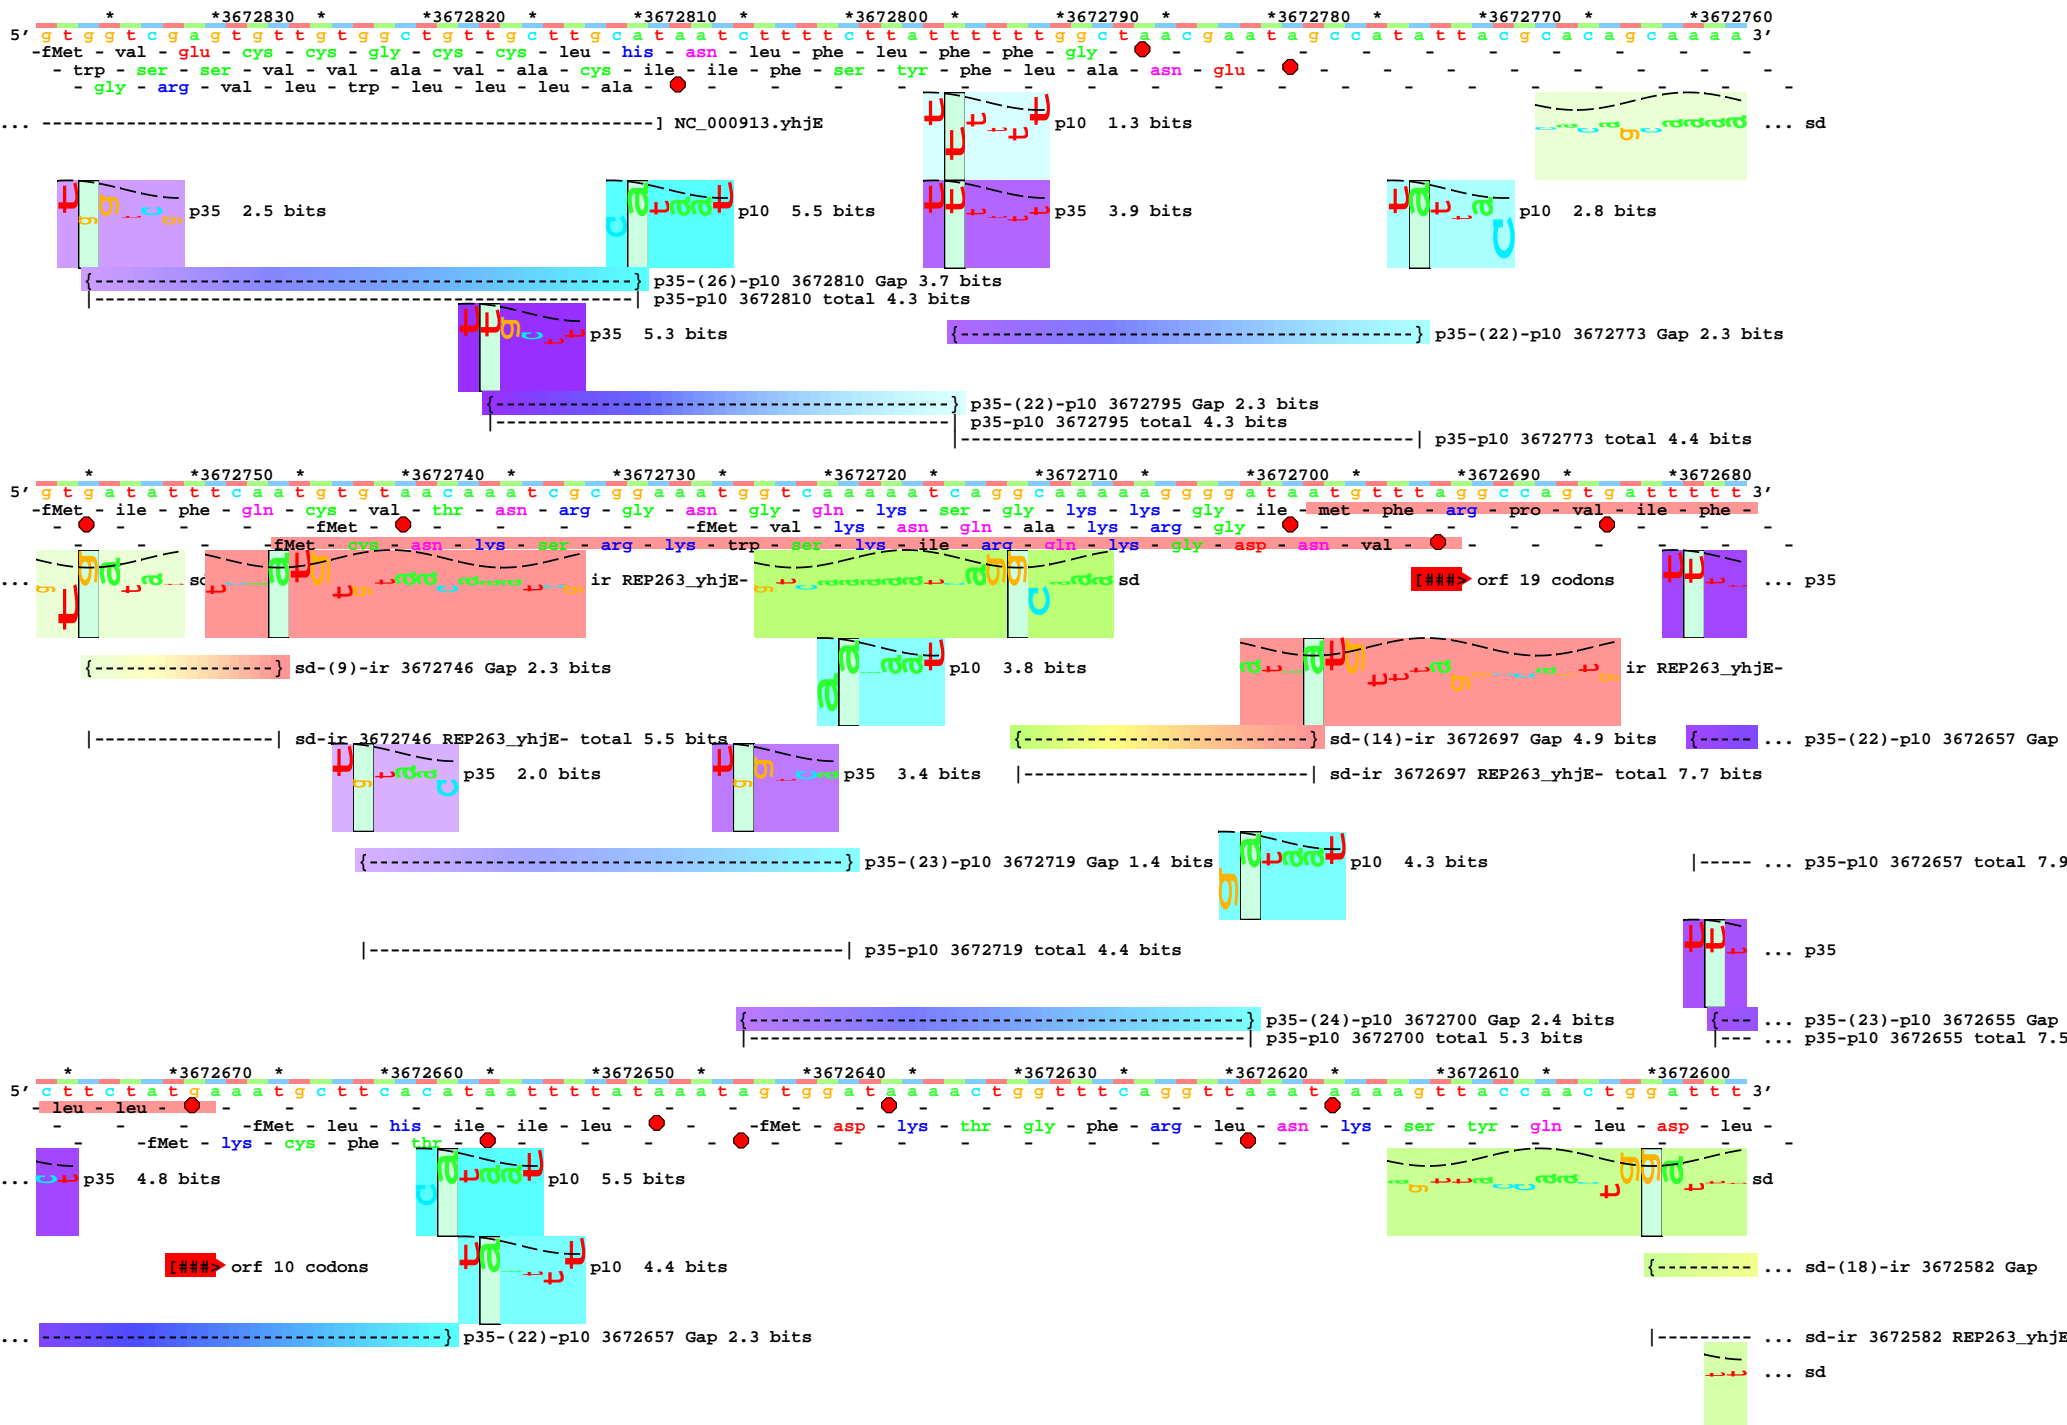 * *3672830 * *3672820 * *3672810 * *3672800 * *3672790 * *3672780 * *3672770 * *3672760
5' g t g g t c g a g t g t t g t g g c t g t t g c t t g c a t a a t c t t t t c t t a t t t t t t g g c t a a c g a a t a g c c a t a t t a c g c a c a g c a a a a 3'
-fMet - val - glu - cys - cys - gly - cys - cys - leu - his - asn - leu - phe - leu - phe - phe - gly -
- trp - ser - ser - val - val - ala - val - ala - cys - ile - ile - phe - ser - tyr - phe - leu - ala - asn - glu -
- gly - arg - val - leu - trp - leu - leu - leu - ala -
... ----------------------------------------------------------] NC_000913.yhjE
p10 1.3 bits
... sd
p35 2.5 bits
p10 5.5 bits
p35 3.9 bits
p10 2.8 bits
p35-(26)-p10 3672810 Gap 3.7 bits
p35-p10 3672810 total 4.3 bits
p35 5.3 bits
p35-(22)-p10 3672773 Gap 2.3 bits
p35-(22)-p10 3672795 Gap 2.3 bits
p35-p10 3672795 total 4.3 bits
p35-p10 3672773 total 4.4 bits
* *3672750 * *3672740 * *3672730 * *3672720 * *3672710 * *3672700 * *3672690 * *3672680
5' g t g a t a t t t c a a t g t g t a a c a a a t c g c g g a a a t g g t c a a a a a t c a g g c a a a a a g g g g a t a a t g t t t a g g c c a g t g a t t t t t 3'
-fMet - ile - phe - gln - cys - val - thr - asn - arg - gly - asn - gly - gln - lys - ser - gly - lys - lys - gly - ile - met - phe - arg - pro - val - ile - phe -
-fMet - -fMet - val - lys - asn - gln - ala - lys - arg - gly -
fMet - cys - asn - lys - ser - arg - lys - trp - ser - lys - ile - arg - gln - lys - gly - asp - asn - val -
... sd
ir REP263_yhjE-
sd
[###> orf 19 codons
... p35
sd-(9)-ir 3672746 Gap 2.3 bits
p10 3.8 bits
ir REP263_yhjE-
sd-ir 3672746 REP263_yhjE- total 5.5 bits
sd-(14)-ir 3672697 Gap 4.9 bits
... p35-(22)-p10 3672657 Gap
p35 2.0 bits
p35 3.4 bits
sd-ir 3672697 REP263_yhjE- total 7.7 bits
p35-(23)-p10 3672719 Gap 1.4 bits
p10 4.3 bits
... p35-p10 3672657 total 7.9
p35-p10 3672719 total 4.4 bits
... p35
p35-(24)-p10 3672700 Gap 2.4 bits
... p35-(23)-p10 3672655 Gap
p35-p10 3672700 total 5.3 bits
... p35-p10 3672655 total 7.5
* *3672670 * *3672660 * *3672650 * *3672640 * *3672630 * *3672620 * *3672610 * *3672600
5' c t t c t a t g a a a t g c t t c a c a t a a t t t t a t a a a t a g t g g a t a a a c t g g t t t c a g g t t a a a t a a a a g t t a c c a a c t g g a t t t 3'
- leu - leu -
-fMet - leu - his - ile - ile - leu - -fMet - asp - lys - thr - gly - phe - arg - leu - asn - lys - ser - tyr - gln - leu - asp - leu -
-fMet - lys - cys - phe - thr -
... p35 4.8 bits
p10 5.5 bits
sd
[###> orf 10 codons
p10 4.4 bits
... sd-(18)-ir 3672582 Gap
... p35-(22)-p10 3672657 Gap 2.3 bits
... sd-ir 3672582 REP263_yhjE
... sd